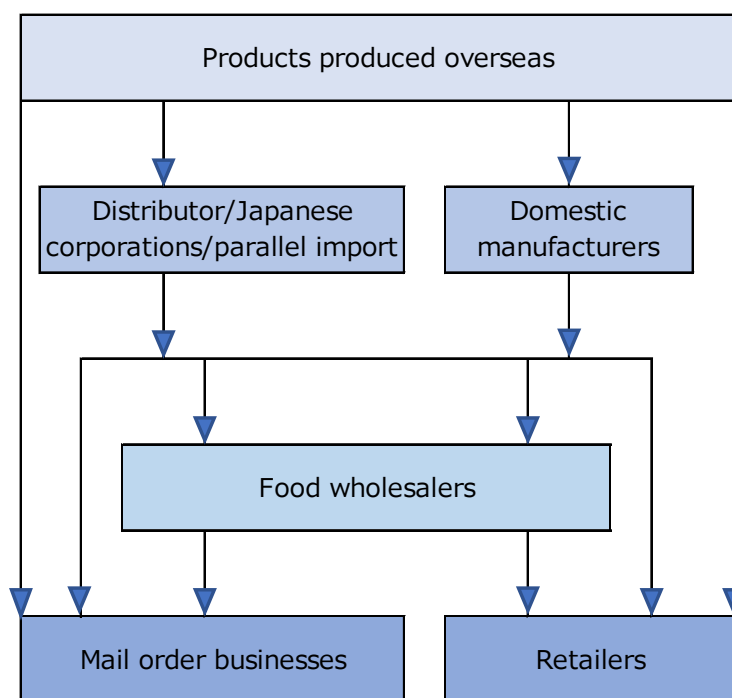 Products produced overseas
Distributor/Japanese
corporations/parallel import
Domestic
manufacturers
Food wholesalers
Mail order businesses
Retailers